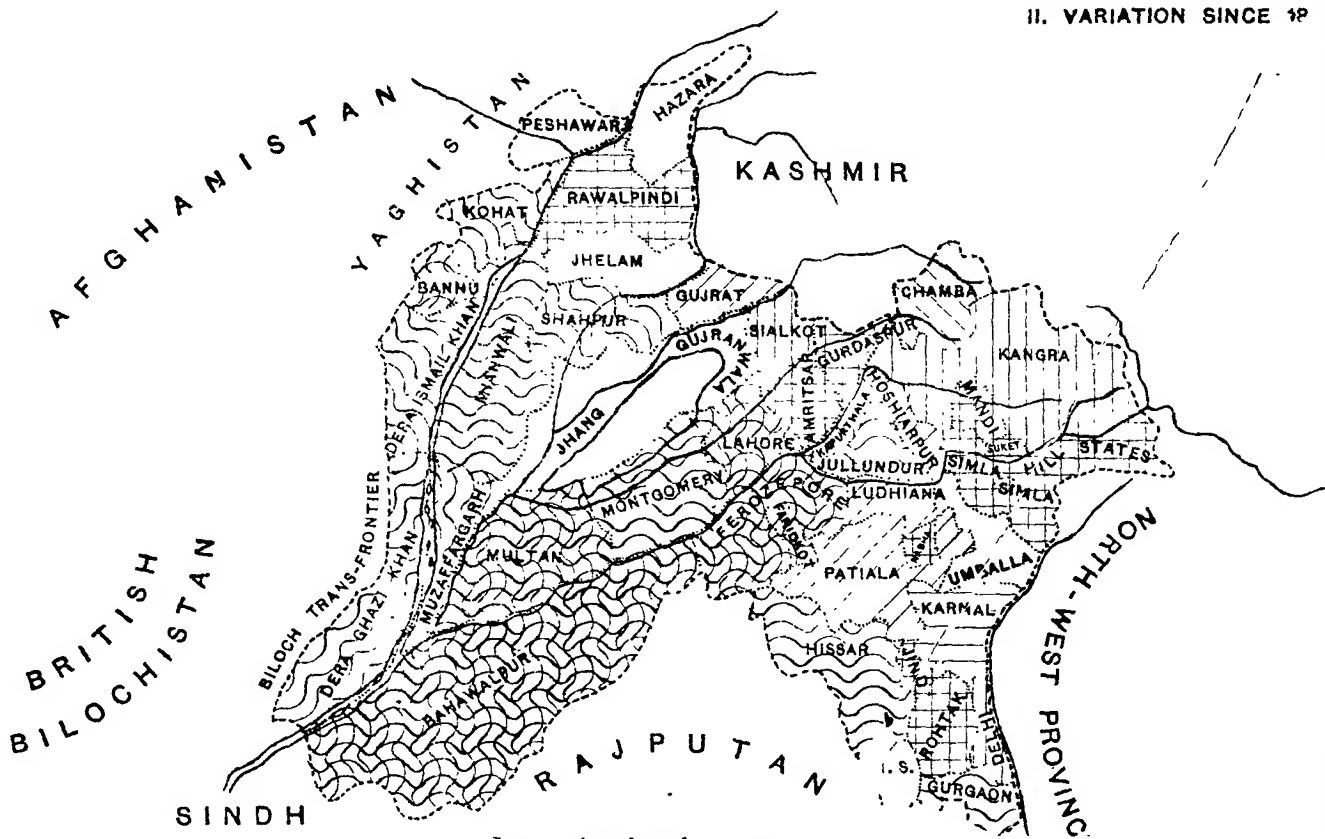 II. VARIATION SINCE
AFGHANISTAN
YAGHISTAN
PESHAWAR
HAZARA
KASHMIR
KOHAT
RAWALPINDI
BANNU
JHELAM
SHAHPUR
GUJRAT
CHAMBA
SIALKOT
GURDASPUR
KANGRA
DERA ISMAIL KHAN
MIANWALI
GUJRANWALA
JHANG
AMRITSAR
KAPURTHALA
HOSHIARPUR
MANDI
SUKET
LAHORE
JULLUNDUR
SIMLA HILL STATES
SIMLA
MONTGOMERY
FEROZEPORE
LUDHIANA
FARIDKOT
MULTAN
MUZAFFARGARH
PATIALA
NABHA
UMBALLA
NORTH-WEST PROVINC
KARNAL
BILOCH TRANS-FRONTIER
DERA GHAZI KHAN
BRITISH
BILOCHISTAN
BAHAWALPUR
HISSAR
JIND
ROHTAK
DELHI
RAJPUTAN
I. S.
GURGAON
SINDH